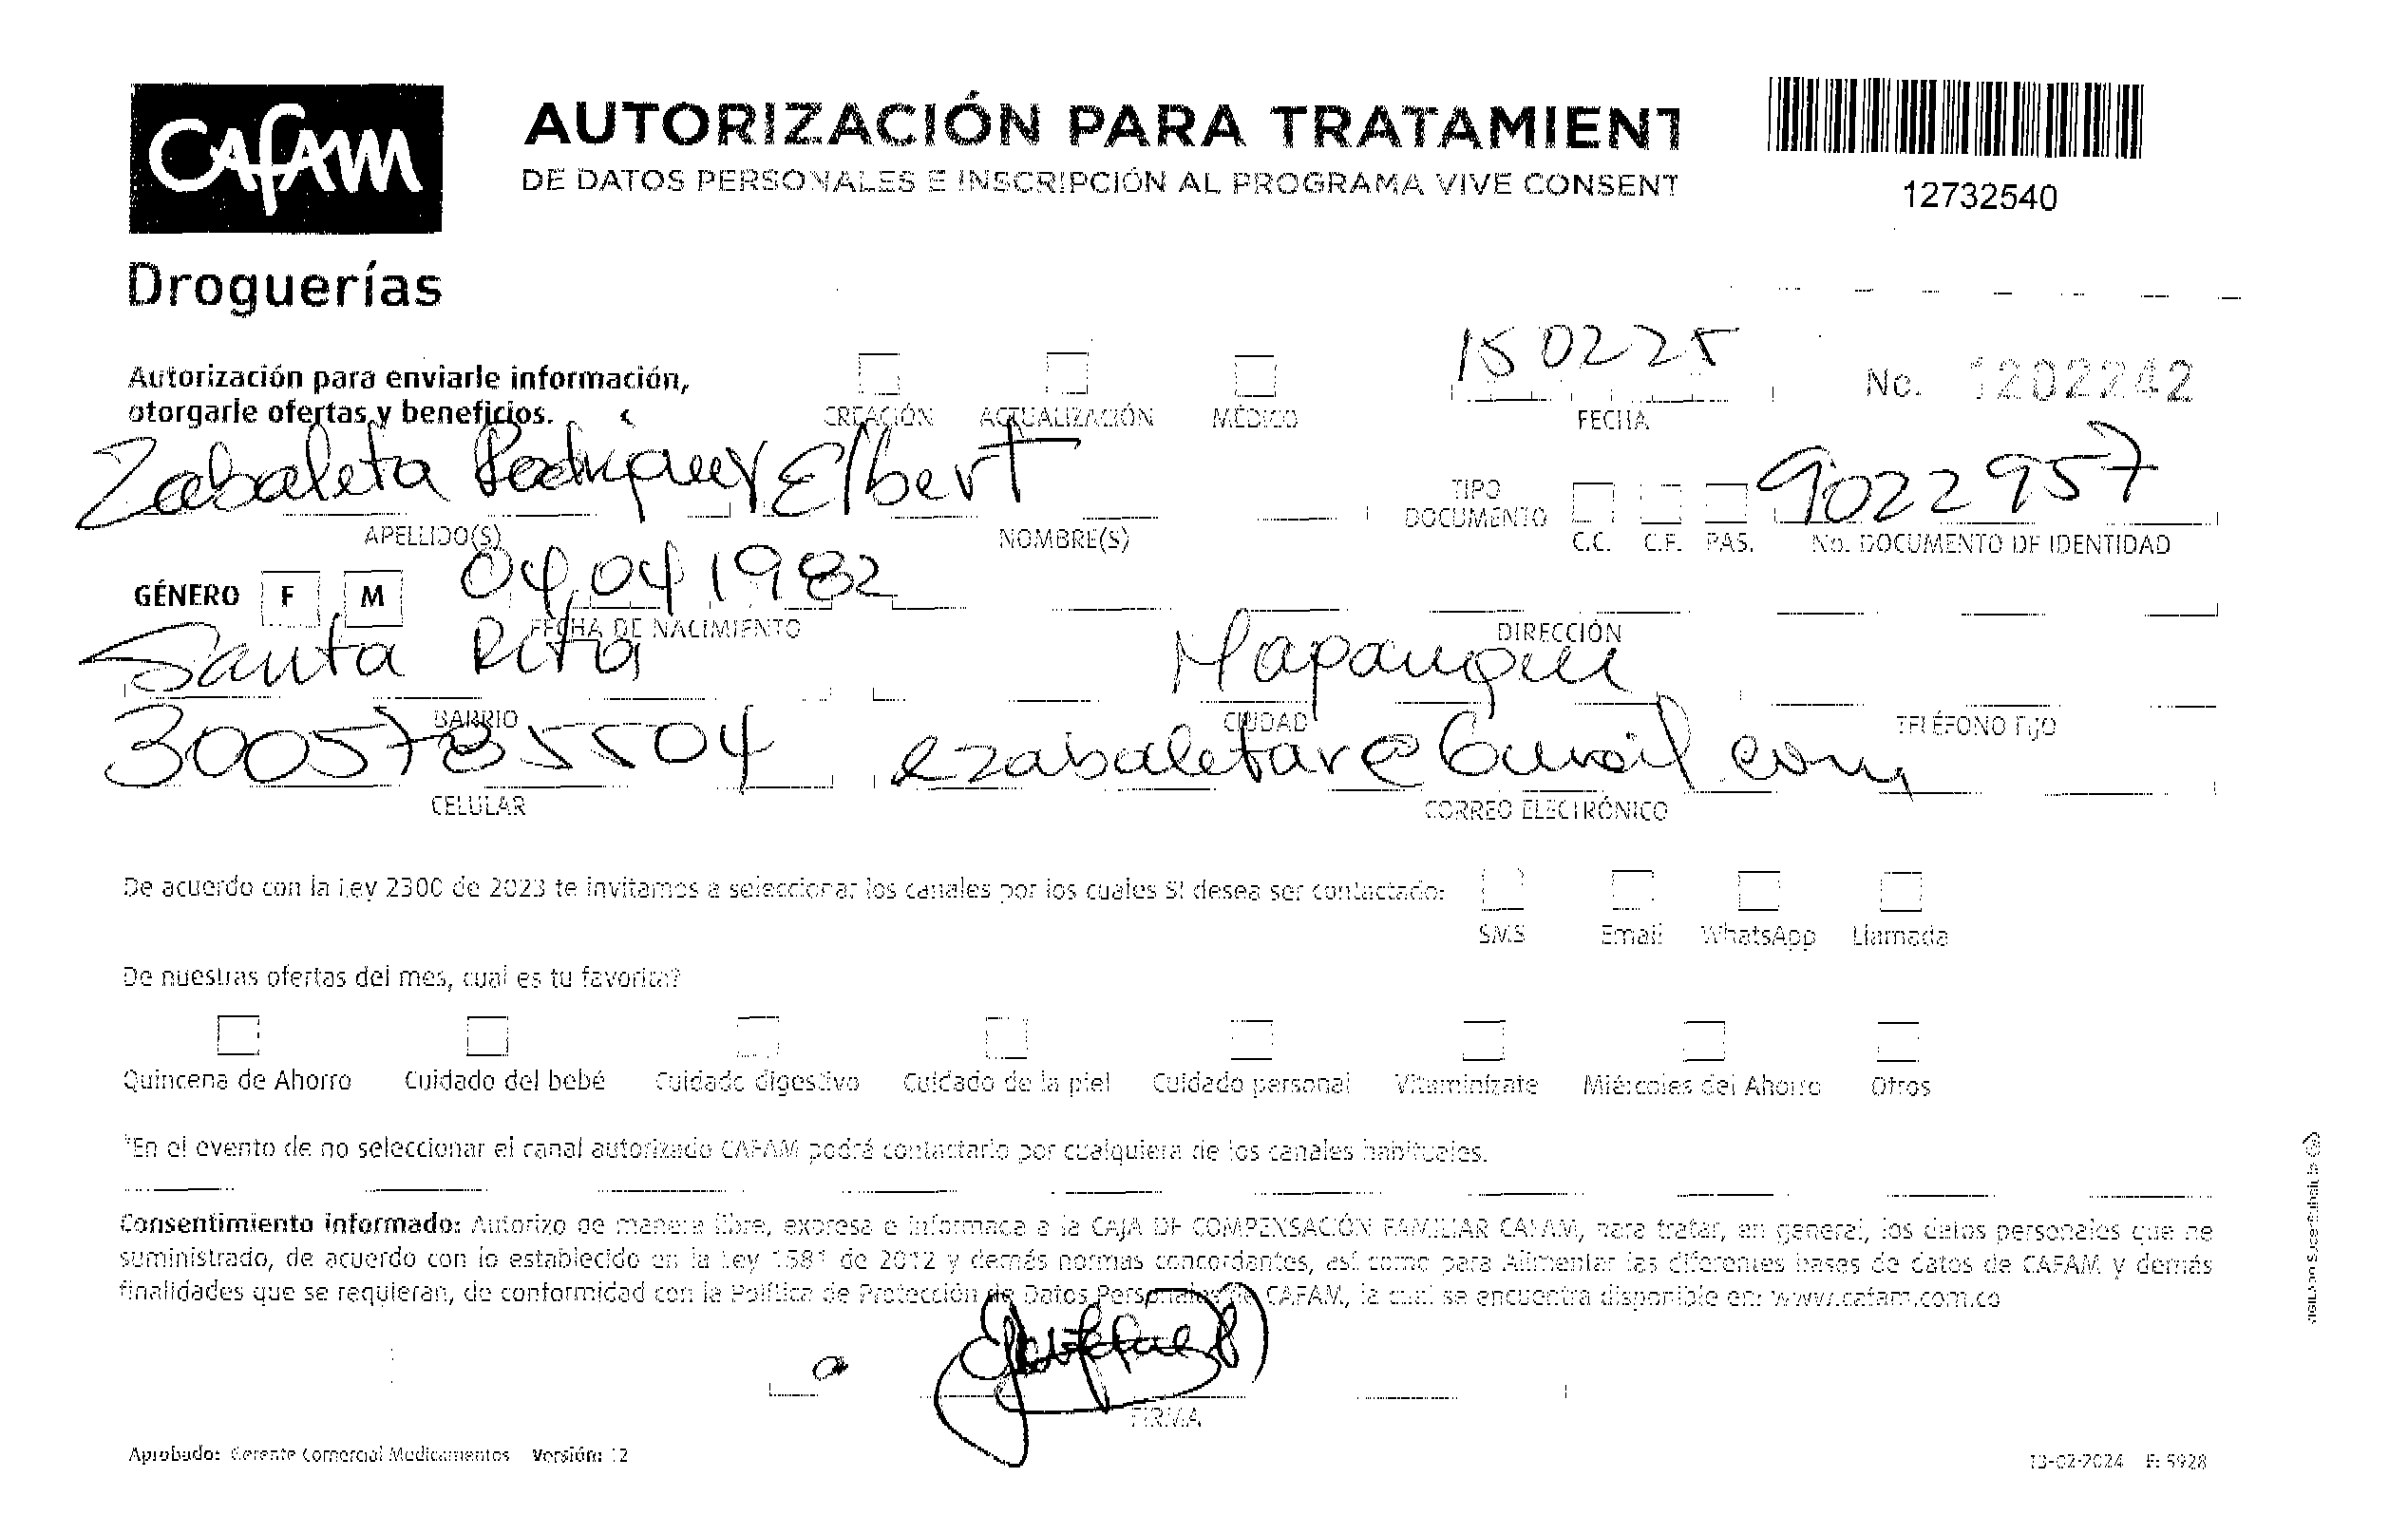 CAFAM
Droguerías
AUTORIZACIÓN PARA TRATAMIENT
DE DATOS PERSONALES E INSCRIPCIÓN AL PROGRAMA VIVE CONSENT
12732540
Autorización para enviarle información,
otorgarle ofertas y beneficios.
CREACIÓN ACTUALIZACIÓN MÉDICO
150225
FECHA
No. 1202242
Zabaleta Rodriguez Elbert
APELLIDO(S) NOMBRE(S)
TIPO
DOCUMENTO
C.C. C.E. PAS.
9022957
No. DOCUMENTO DE IDENTIDAD
GÉNERO F M
04 04 1982
FECHA DE NACIMIENTO
DIRECCIÓN
Santa Rita
BARRIO
CIUDAD
TELÉFONO FIJO
3005785504
CELULAR
ezabaletar@Gmail com
CORREO ELECTRÓNICO
De acuerdo con la Ley 2300 de 2023 te invitamos a seleccionar los canales por los cuales SI desea ser contactado:
SMS Email WhatsApp Llamada
De nuestras ofertas del mes, cual es tu favorita?
Quincena de Ahorro Cuidado del bebé Cuidado digestivo Cuidado de la piel Cuidado personal Vitaminízate Miércoles del Ahorro Otros
*En el evento de no seleccionar el canal autorizado CAFAM podrá contactarlo por cualquiera de los canales habituales.
Consentimiento informado: Autorizo de manera libre, expresa e informada a la CAJA DE COMPENSACIÓN FAMILIAR CAFAM, para tratar, en general, los datos personales que he
suministrado, de acuerdo con lo establecido en la Ley 1581 de 2012 y demás normas concordantes, así como para Alimentar las diferentes bases de datos de CAFAM y demás
finalidades que se requieran, de conformidad con la Política de Protección de Datos Personales de CAFAM, la cual se encuentra disponible en: www.cafam.com.co
FIRMA
Aprobado: Gerente Comercial Medicamentos Versión: 12
13-02-2024 F: 5928